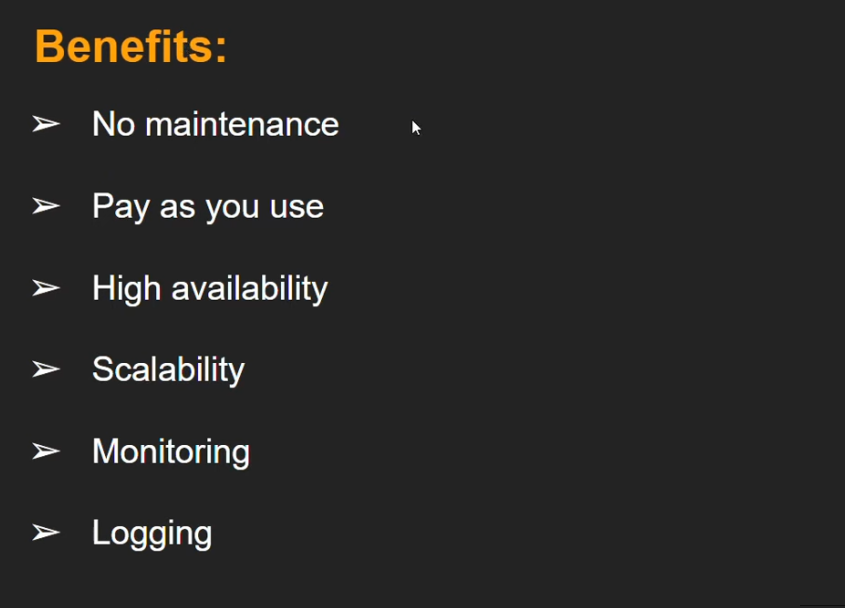 Benefits:
➢ No maintenance
➢ Pay as you use
➢ High availability
➢ Scalability
➢ Monitoring
➢ Logging